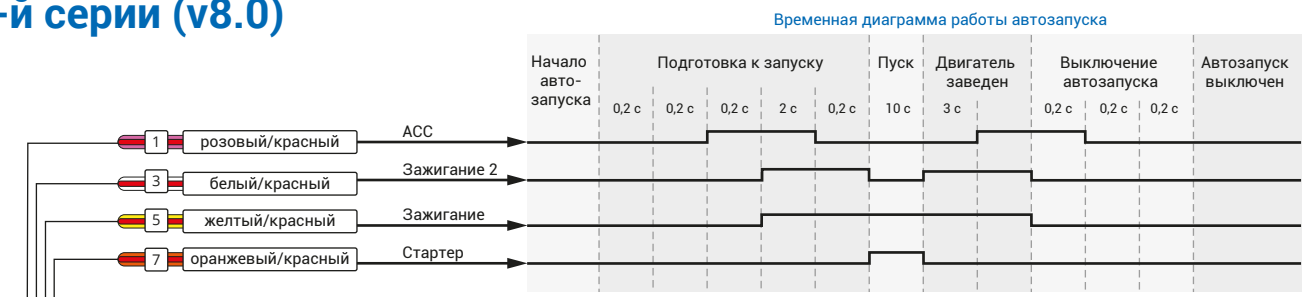 -й серии (v8.0)
Временная диаграмма работы автозапуска
Начало
авто-
запуска
Подготовка к запуску
Пуск
Двигатель
заведен
Выключение
автозапуска
Автозапуск
выключен
0,2 с 0,2 с 0,2 с 2 с 0,2 с 10 с 3 с 0,2 с 0,2 с 0,2 с
1 розовый/красный ACC
3 белый/красный Зажигание 2
5 желтый/красный Зажигание
7 оранжевый/красный Стартер